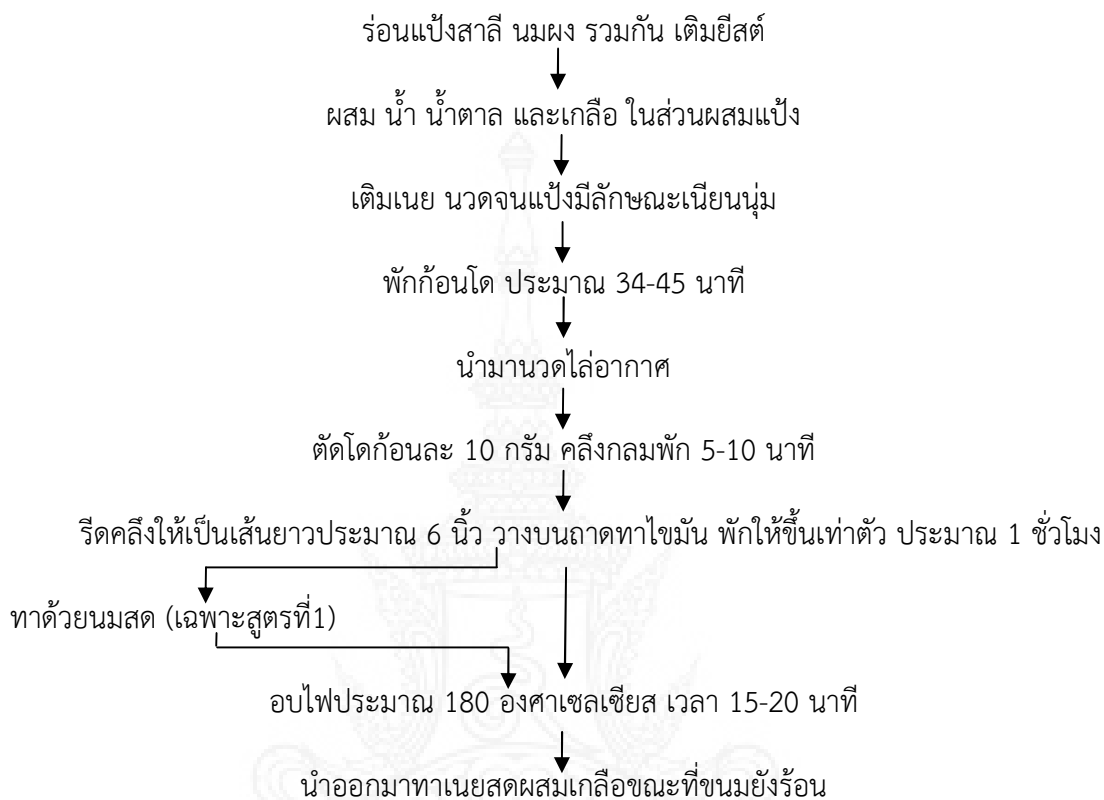 ร่อนแป้งสาลี นมผง รวมกัน เติมยีสต์
ผสม น้ำ น้ำตาล และเกลือ ในส่วนผสมแป้ง
เติมเนย นวดจนแป้งมีลักษณะเนียนนุ่ม
พักก้อนโด ประมาณ 34-45 นาที
นำมานวดไล่อากาศ
ตัดโดก้อนละ 10 กรัม คลึงกลมพัก 5-10 นาที
รีดคลึงให้เป็นเส้นยาวประมาณ 6 นิ้ว วางบนถาดทาไขมัน พักให้ขึ้นเท่าตัว ประมาณ 1 ชั่วโมง
ทาด้วยนมสด (เฉพาะสูตรที่1)
อบไฟประมาณ 180 องศาเซลเซียส เวลา 15-20 นาที
นำออกมาทาเนยสดผสมเกลือขณะที่ขนมยังร้อน